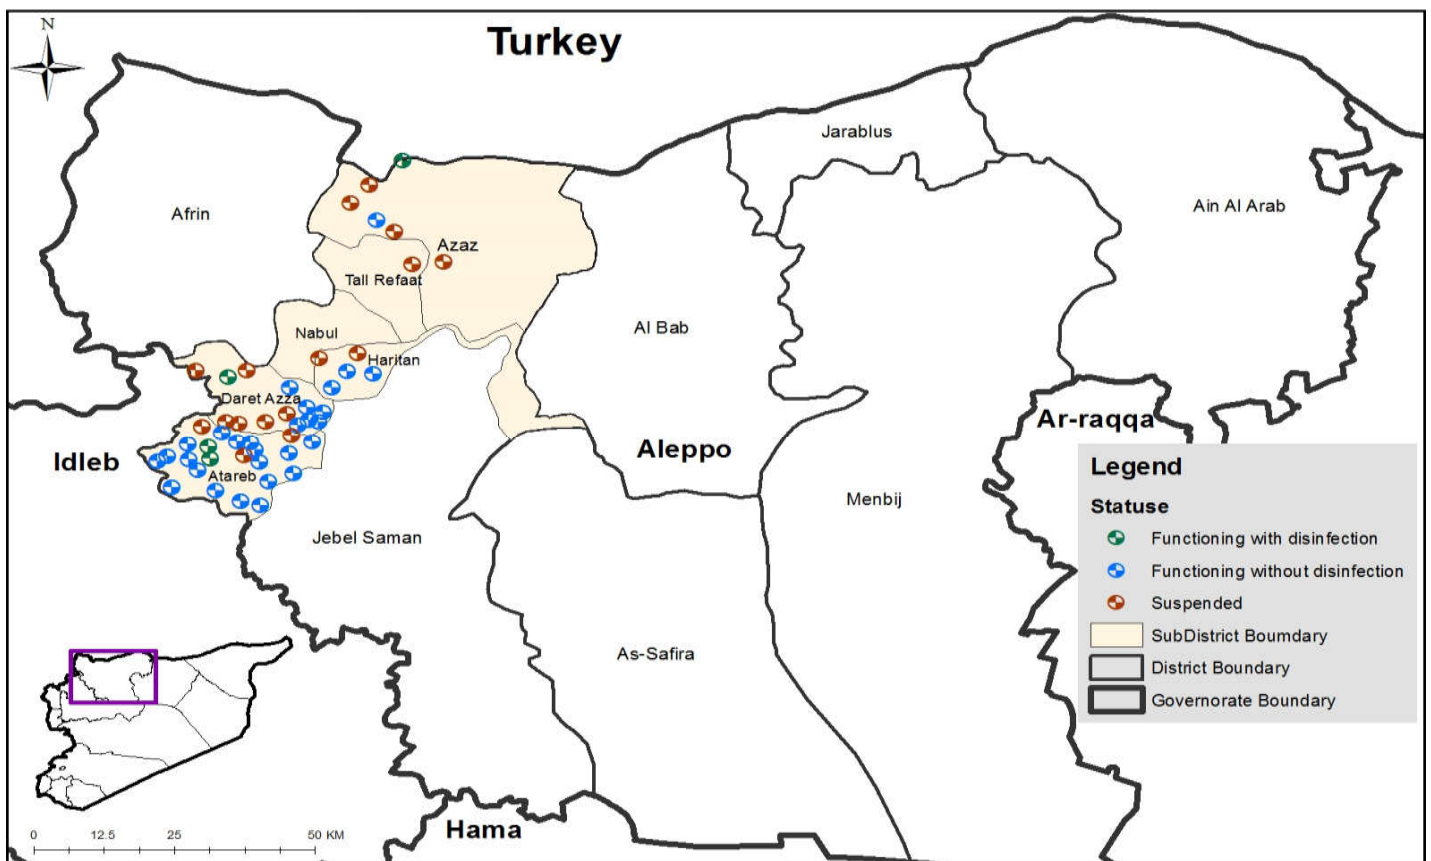 N
Turkey
Jarablus
Afrin
Ain Al Arab
Azaz
Tall Refaat
Al Bab
Nabul
Haritan
Daret Azza
Ar-raqqa
Aleppo
Idleb
Atareb
Menbij
Jebel Saman
As-Safira
Hama
Legend
Statuse
Functioning with disinfection
Functioning without disinfection
Suspended
SubDistrict Boumdary
District Boundary
Governorate Boundary
0 12.5 25 50 KM